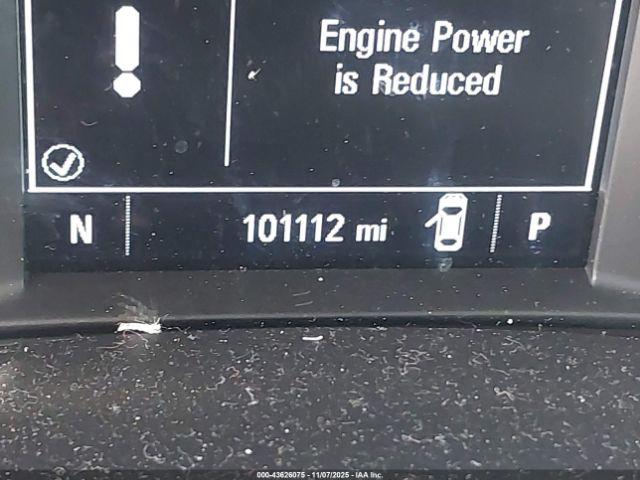 Engine Power
is Reduced
N 101112 mi P
000-43626075 - 11/07/2025 - IAA Inc.